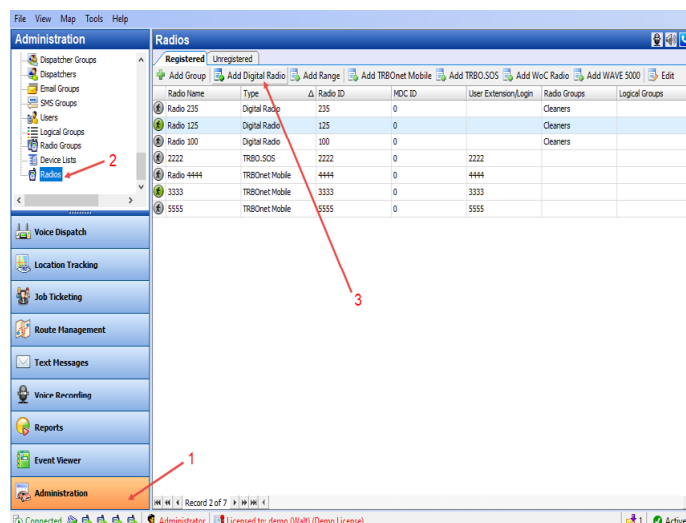 File View Map Tools Help
Administration
Radios
Dispatcher Groups
Dispatchers
Email Groups
SMS Groups
Users
Logical Groups
Radio Groups
Device Lists
Radios
2
Registered Unregistered
Add Group Add Digital Radio Add Range Add TRBOnet Mobile Add TRBO.SOS Add WoC Radio Add WAVE 5000 Edit
Radio Name Type Radio ID MDC ID User Extension/Login Radio Groups Logical Groups
Radio 235 Digital Radio 235 0 Cleaners
Radio 125 Digital Radio 125 0 Cleaners
Radio 100 Digital Radio 100 0 Cleaners
2222 TRBO.SOS 2222 0 2222
Radio 4444 TRBOnet Mobile 4444 0 4444
3333 TRBOnet Mobile 3333 0 3333
5555 TRBOnet Mobile 5555 0 5555
3
Voice Dispatch
Location Tracking
Job Ticketing
Route Management
Text Messages
Voice Recording
Reports
Event Viewer
1
Administration
Record 2 of 7
Connected Administrator Licensed to: demo (Walt) (Demo License) 1 Active